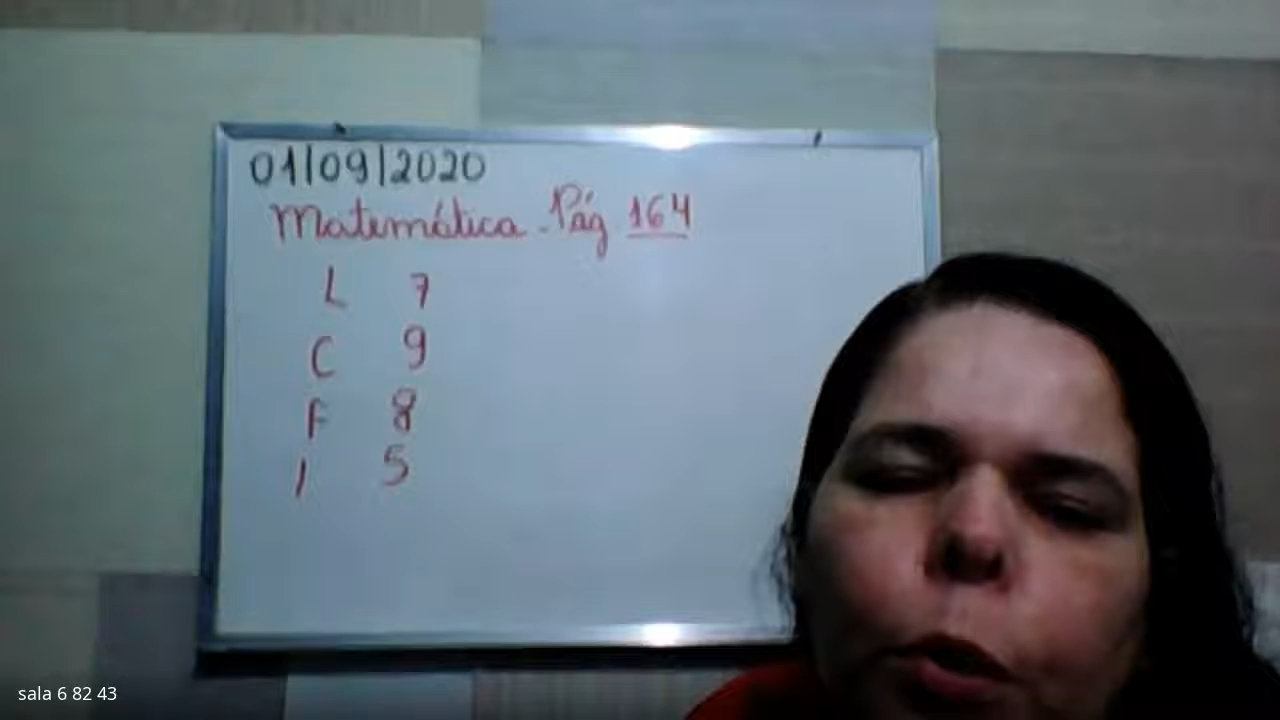 01/09/2020
Matemática - Pág 164
L 7
C 9
F 8
I 5
sala 6 82 43